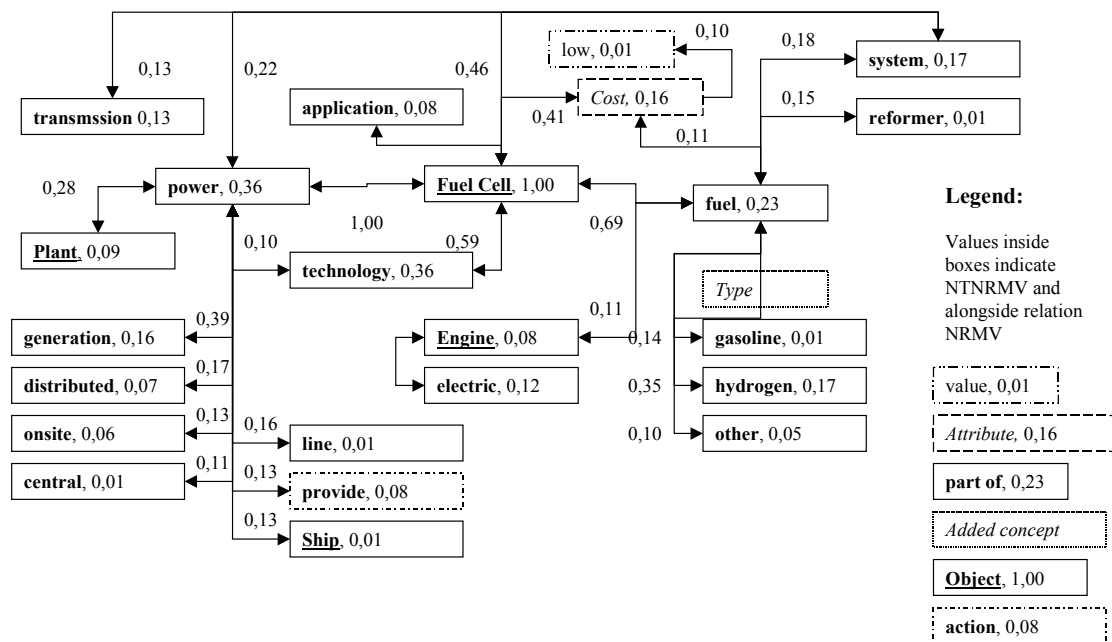 0,10
low, 0,01
0,18
0,13
0,22
0,46
system, 0,17
Cost, 0,16
0,15
application, 0,08
transmssion 0,13
0,41
reformer, 0,01
0,11
0,28
power, 0,36
Fuel Cell, 1,00
fuel, 0,23
Legend:
0,69
Plant, 0,09
1,00
0,10
0,59
technology, 0,36
Values inside
boxes indicate
NTNRMV and
alongside relation
NRMV
Type
0,39
0,11
generation, 0,16
Engine, 0,08
0,14
gasoline, 0,01
0,17
distributed, 0,07
electric, 0,12
0,35
hydrogen, 0,17
value, 0,01
0,13
onsite, 0,06
0,16
line, 0,01
0,10
other, 0,05
Attribute, 0,16
0,11
central, 0,01
0,13
provide, 0,08
part of, 0,23
0,13
Ship, 0,01
Added concept
Object, 1,00
action, 0,08